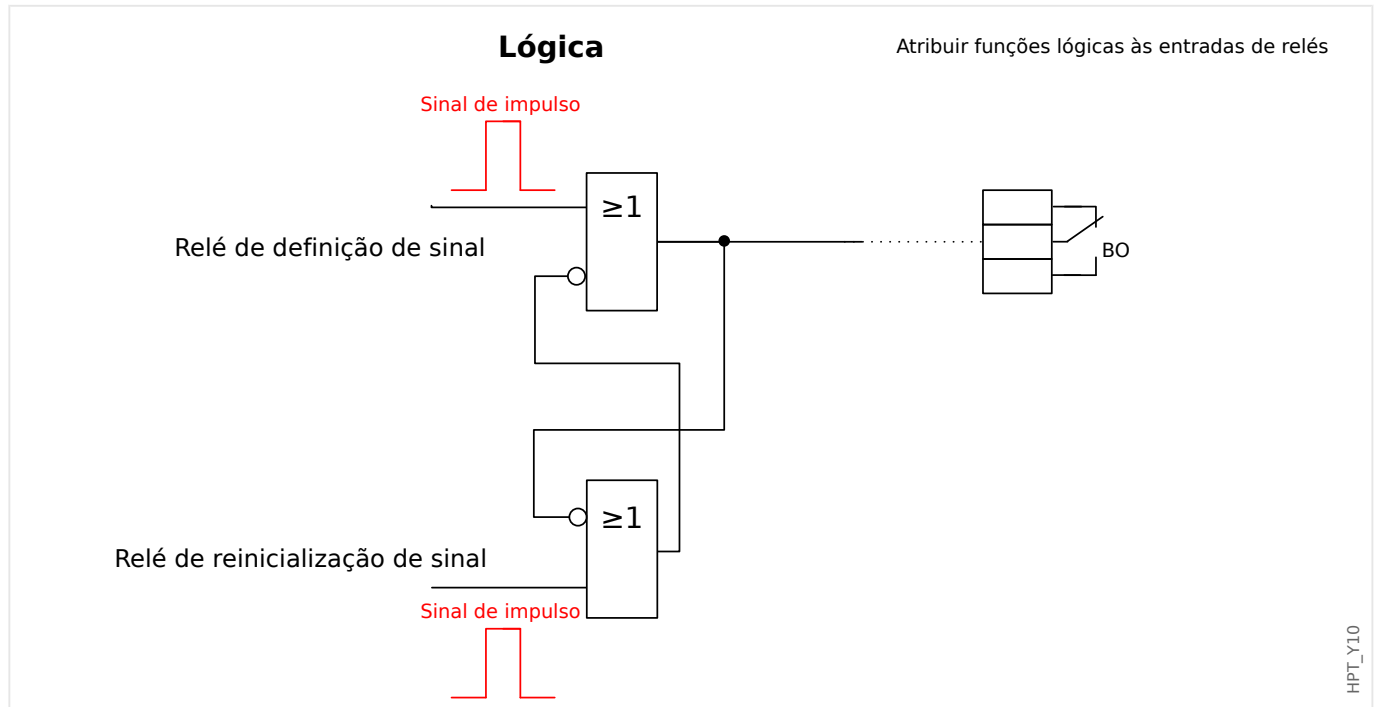 Lógica
Atribuir funções lógicas às entradas de relés
Sinal de impulso
≥1
Relé de definição de sinal
BO
≥1
Relé de reinicialização de sinal
Sinal de impulso
HPT_Y10